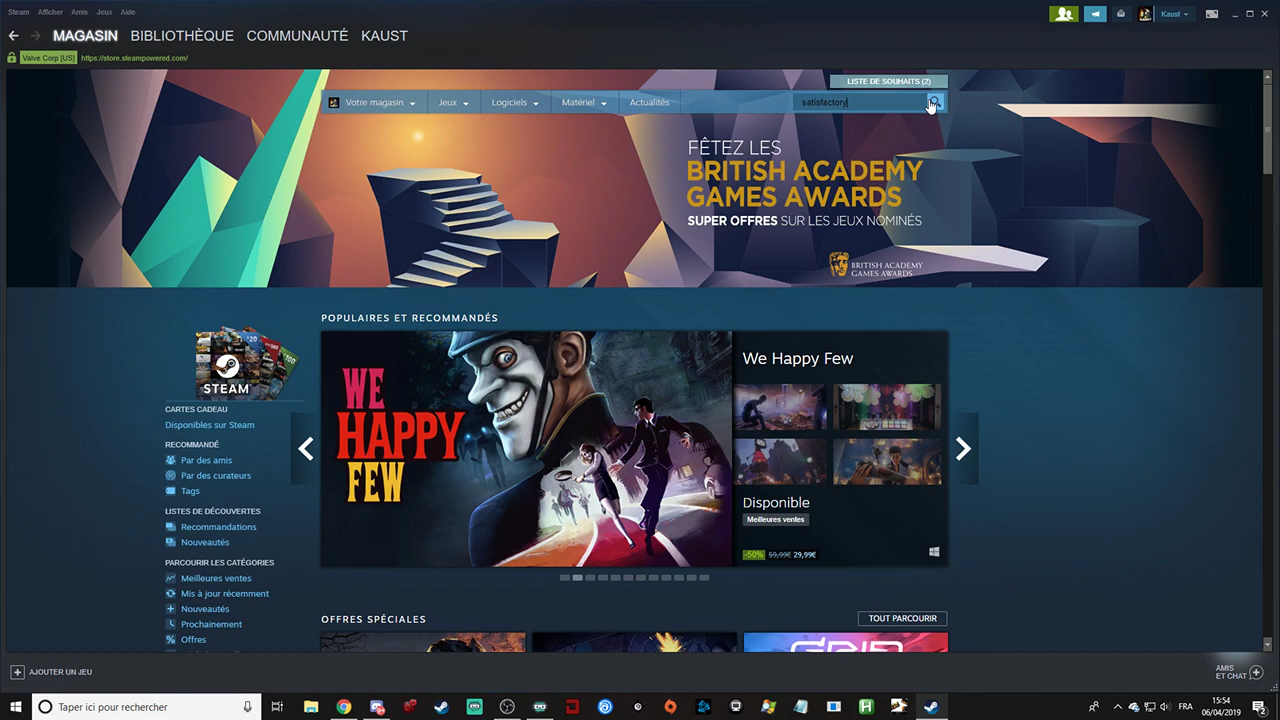 Steam Afficher Amis Jeux Aide
Kaust
MAGASIN BIBLIOTHÈQUE COMMUNAUTÉ KAUST
Valve Corp [US] https://store.steampowered.com/
LISTE DE SOUHAITS (2)
Votre magasin Jeux Logiciels Matériel Actualités satisfactory
FÊTEZ LES
BRITISH ACADEMY
GAMES AWARDS
SUPER OFFRES SUR LES JEUX NOMINÉS
BRITISH ACADEMY
GAMES AWARDS
POPULAIRES ET RECOMMANDÉS
STEAM
CARTES CADEAU
Disponibles sur Steam
RECOMMANDÉ
Par des amis
Par des curateurs
Tags
LISTES DE DÉCOUVERTES
Recommandations
Nouveautés
PARCOURIR LES CATÉGORIES
Meilleures ventes
Mis à jour récemment
Nouveautés
Prochainement
Offres
WE
HAPPY
FEW
We Happy Few
Disponible
Meilleures ventes
-50% 59,99€ 29,99€
OFFRES SPÉCIALES
TOUT PARCOURIR
AJOUTER UN JEU
AMIS
ET CHAT
Taper ici pour rechercher
FRA
15:54
06/04/2019